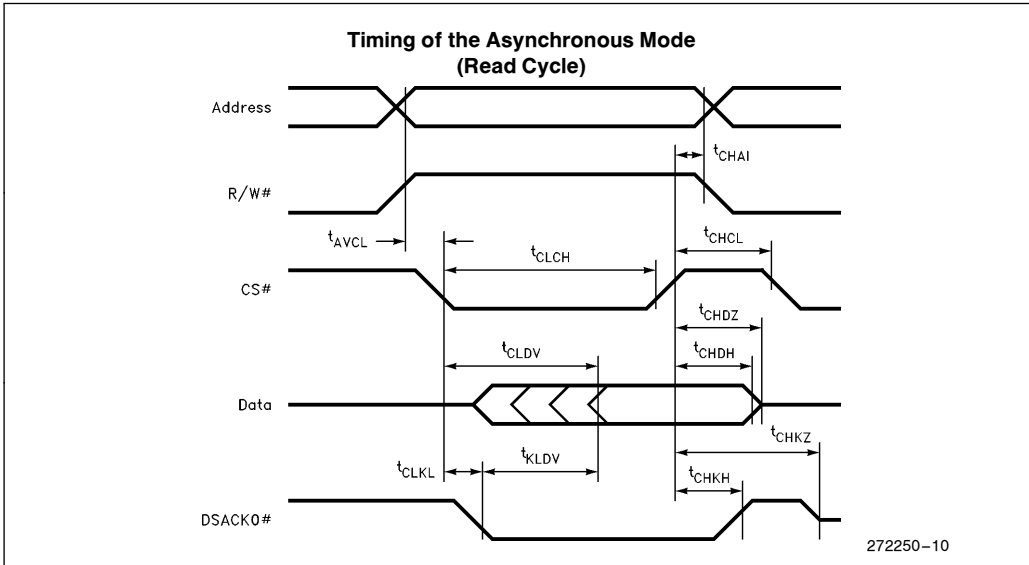 Timing of the Asynchronous Mode
(Read Cycle)
Address
tCHAI
R/W#
tAVCL
tCHCL
tCLCH
CS#
tCHDZ
tCLDV
tCHDH
Data
tCHKZ
tCLKL
tKLDV
tCHKH
DSACK0#
272250–10